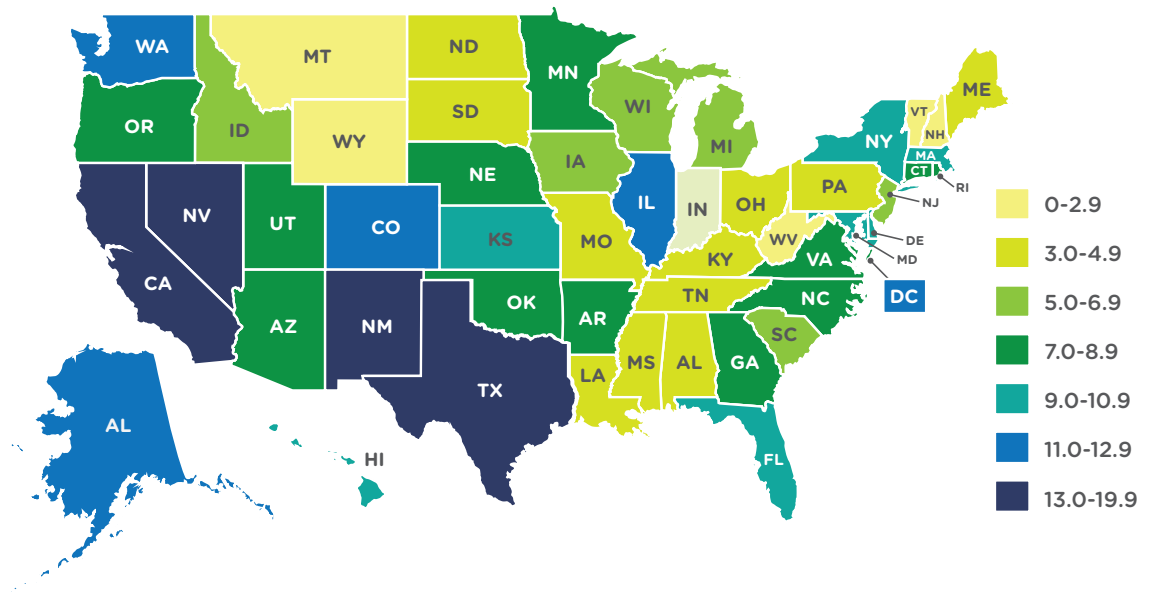 WA
MT
ND
MN
OR
ID
WY
SD
WI
MI
ME
VT
NH
NY
MA
CT
RI
NV
UT
CO
NE
KS
IA
IL
IN
OH
PA
NJ
DE
MD
DC
CA
AZ
NM
OK
MO
KY
WV
VA
TN
NC
AR
SC
TX
LA
MS
AL
GA
FL
AL
HI
0-2.9
3.0-4.9
5.0-6.9
7.0-8.9
9.0-10.9
11.0-12.9
13.0-19.9